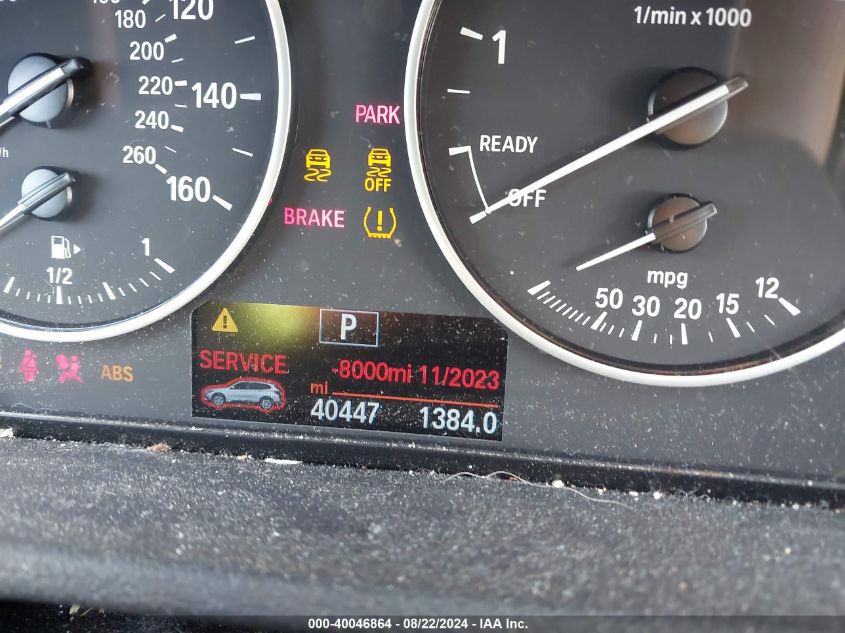 180
120
200
220
140
240
260
160
1/2
1
1/min x 1000
1
READY
OFF
PARK
OFF
BRAKE
!
mpg
50
30
20
15
12
P
SERVICE
-8000mi 11/2023
mi
40447
1384.0
ABS
000-40046864 - 08/22/2024 - IAA Inc.